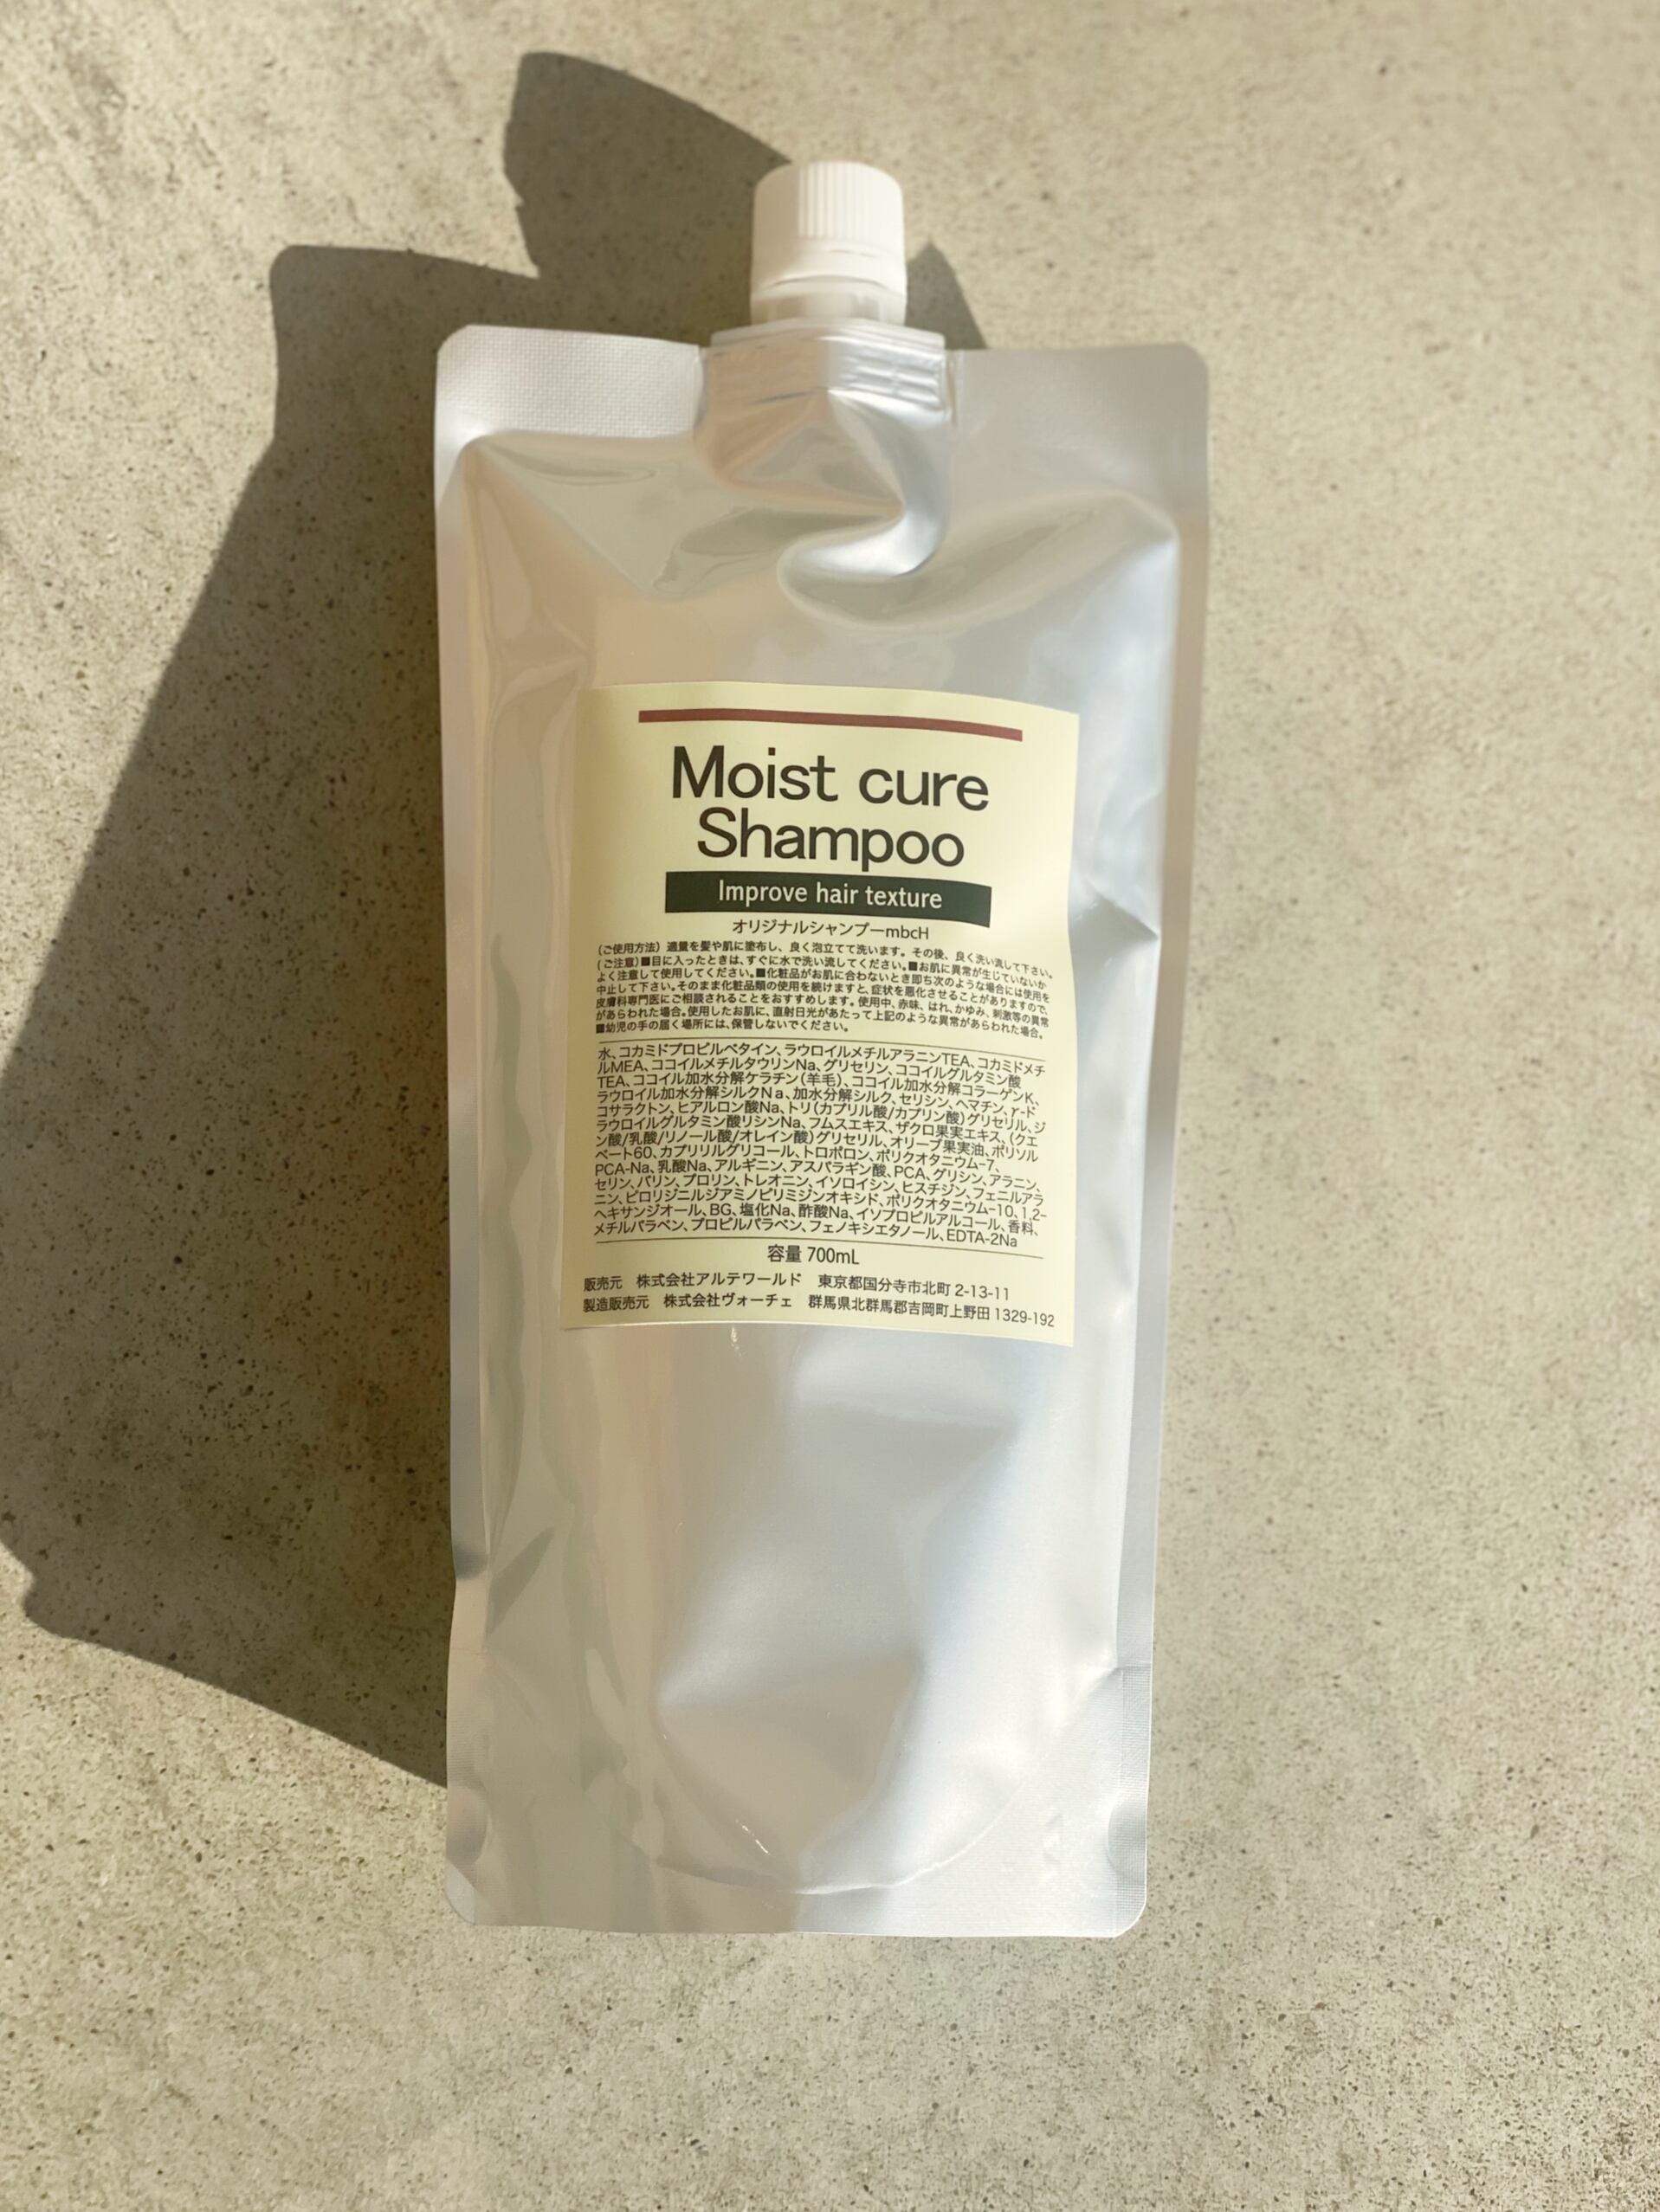 Moist cure
Shampoo
Improve hair texture
オリジナルシャンプーmbcH
(ご使用方法) 適量を髪や肌に塗布し、良く泡立てて洗います。その後、良く洗い流して下さい。
(ご注意)■目に入ったときは、すぐに水で洗い流してください。■お肌に異常が生じていないか
よく注意して使用してください。■化粧品がお肌に合わないとき即ち次のような場合には使用を
中止して下さい。そのまま化粧品類の使用を続けますと、症状を悪化させることがありますので、
皮膚科専門医にご相談されることをおすすめします。使用中、赤味、はれ、かゆみ、刺激等の異常
があらわれた場合。使用したお肌に、直射日光があたって上記のような異常があらわれた場合。
■幼児の手の届く場所には、保管しないでください。
水、コカミドプロピルベタイン、ラウロイルメチルアラニンTEA、コカミドメチ
ルMEA、ココイルメチルタウリンNa、グリセリン、ココイルグルタミン酸
TEA、ココイル加水分解ケラチン(羊毛)、ココイル加水分解コラーゲンK、
ラウロイル加水分解シルクNa、加水分解シルク、セリシン、ヘマチン、γ-ド
コサラクトン、ヒアルロン酸Na、トリ(カプリル酸/カプリン酸)グリセリル、ジ
ラウロイルグルタミン酸リシンNa、フムスエキス、ザクロ果実エキス、(クエ
ン酸/乳酸/リノール酸/オレイン酸)グリセリル、オリーブ果実油、ポリソル
ベート60、カプリリルグリコール、トロポロン、ポリクオタニウム-7、
PCA-Na、乳酸Na、アルギニン、アスパラギン酸、PCA、グリシン、アラニン、
セリン、バリン、プロリン、トレオニン、イソロイシン、ヒスチジン、フェニルアラ
ニン、ピロリジニルジアミノピリミジンオキシド、ポリクオタニウム-10、1,2-
ヘキサンジオール、BG、塩化Na、酢酸Na、イソプロピルアルコール、香料、
メチルパラベン、プロピルパラベン、フェノキシエタノール、EDTA-2Na
容量 700mL
販売元 株式会社アルテワールド 東京都国分寺市北町 2-13-11
製造販売元 株式会社ヴォーチェ 群馬県北群馬郡吉岡町上野田 1329-192